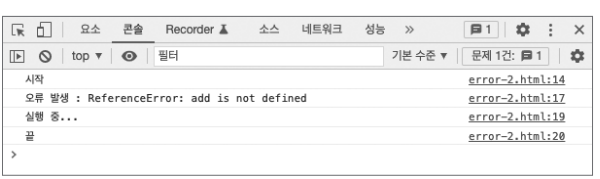 요소 콘솔 Recorder 소스 네트워크 성능 » 1
top ▼ 필터 기본 수준 ▼ 문제 1건: 1
시작 error-2.html:14
오류 발생 : ReferenceError: add is not defined error-2.html:17
실행 중... error-2.html:19
끝 error-2.html:20
>